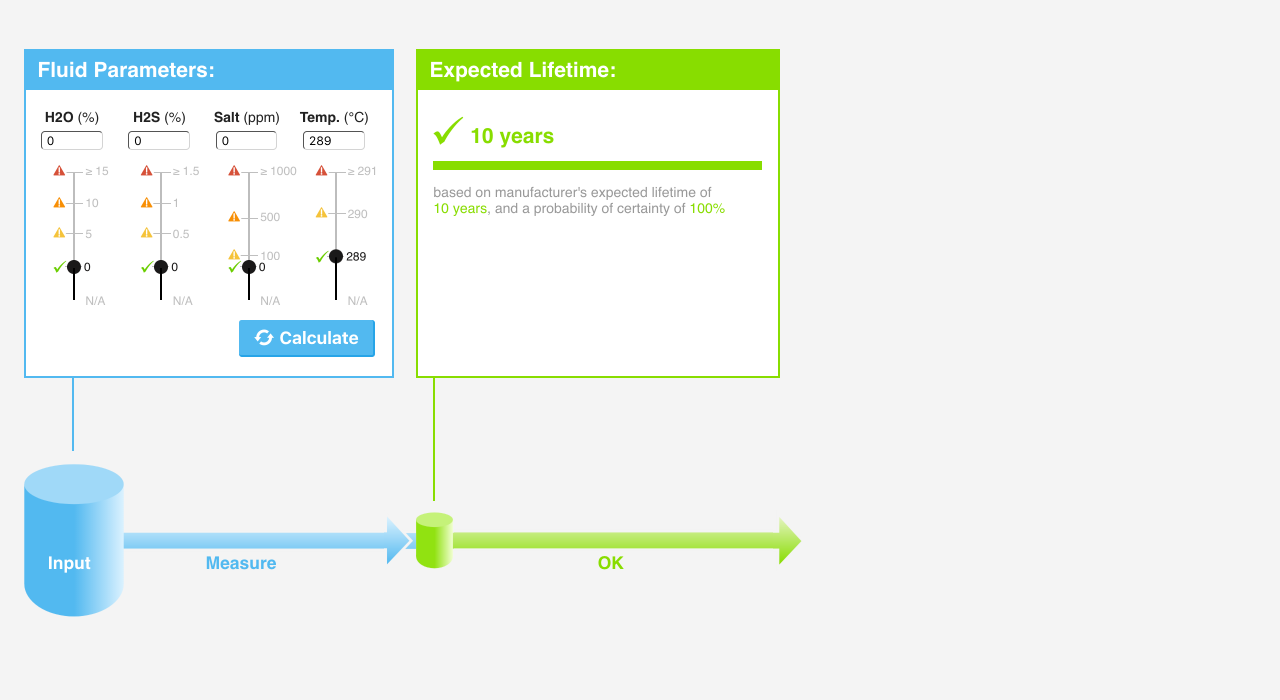 Fluid Parameters:
H2O (%) H2S (%) Salt (ppm) Temp. (°C)
0 0 0 289
≥ 15 ≥ 1.5 ≥ 1000 ≥ 291
10 1 500 290
5 0.5 100
0 0 0 289
N/A N/A N/A N/A
Calculate
Expected Lifetime:
10 years
based on manufacturer's expected lifetime of
10 years, and a probability of certainty of 100%
Input
Measure
OK